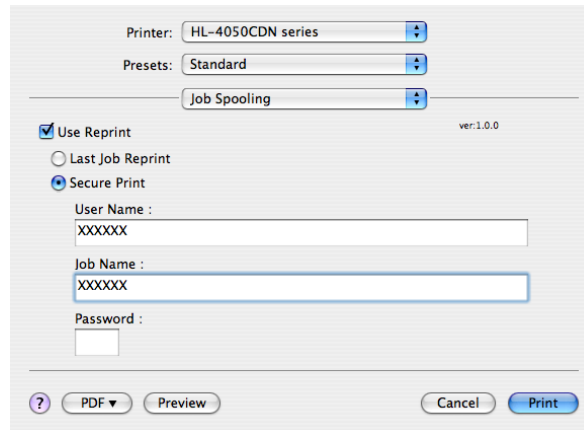 Printer: HL-4050CDN series
Presets: Standard
Job Spooling
Use Reprint ver:1.0.0
Last Job Reprint
Secure Print
User Name :
XXXXXX
Job Name :
XXXXXX
Password :
? PDF ▼ Preview Cancel Print